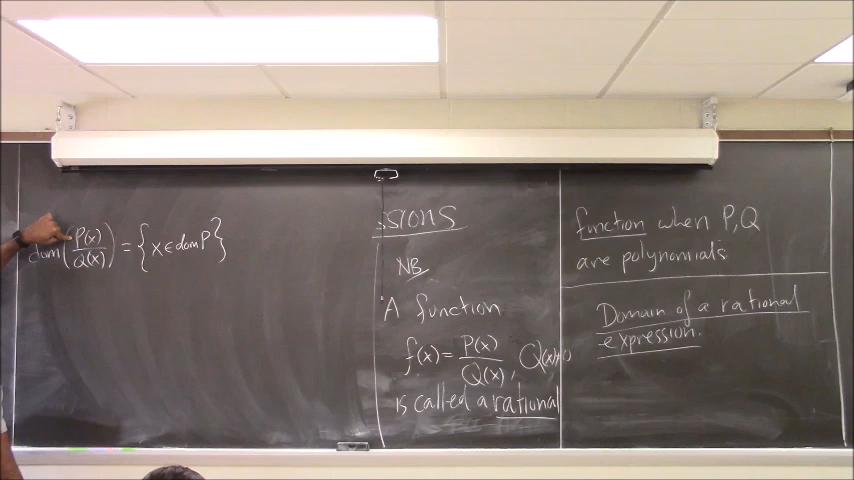 dom(P(x)/Q(x)) = {x ∈ dom P}
ssions
NB
A function
f(x) = P(x)/Q(x), Q(x)≠0
is called a rational
function when P,Q
are polynomials
Domain of a rational
expression.